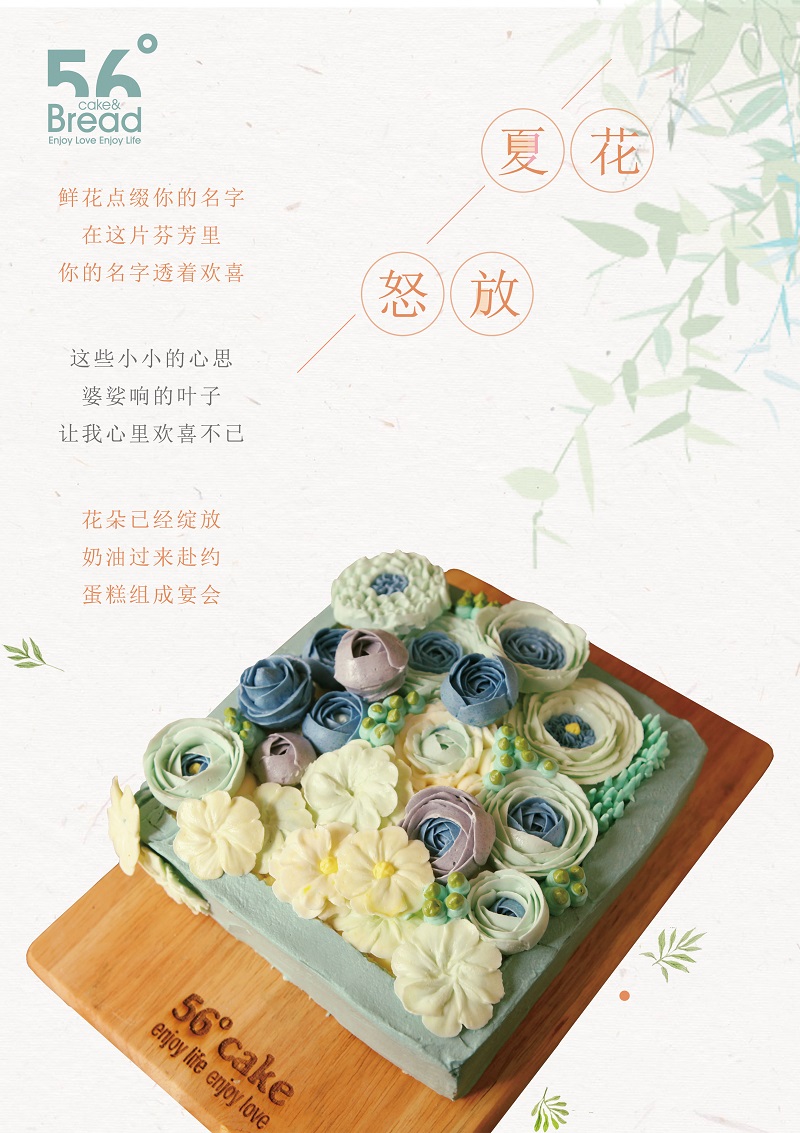 56°
cake&
Bread
Enjoy Love Enjoy Life
夏花
怒放
鲜花点缀你的名字
在这片芬芳里
你的名字透着欢喜
这些小小的心思
婆娑响的叶子
让我心里欢喜不已
花朵已经绽放
奶油过来赴约
蛋糕组成宴会
56°cake
enjoy life enjoy love